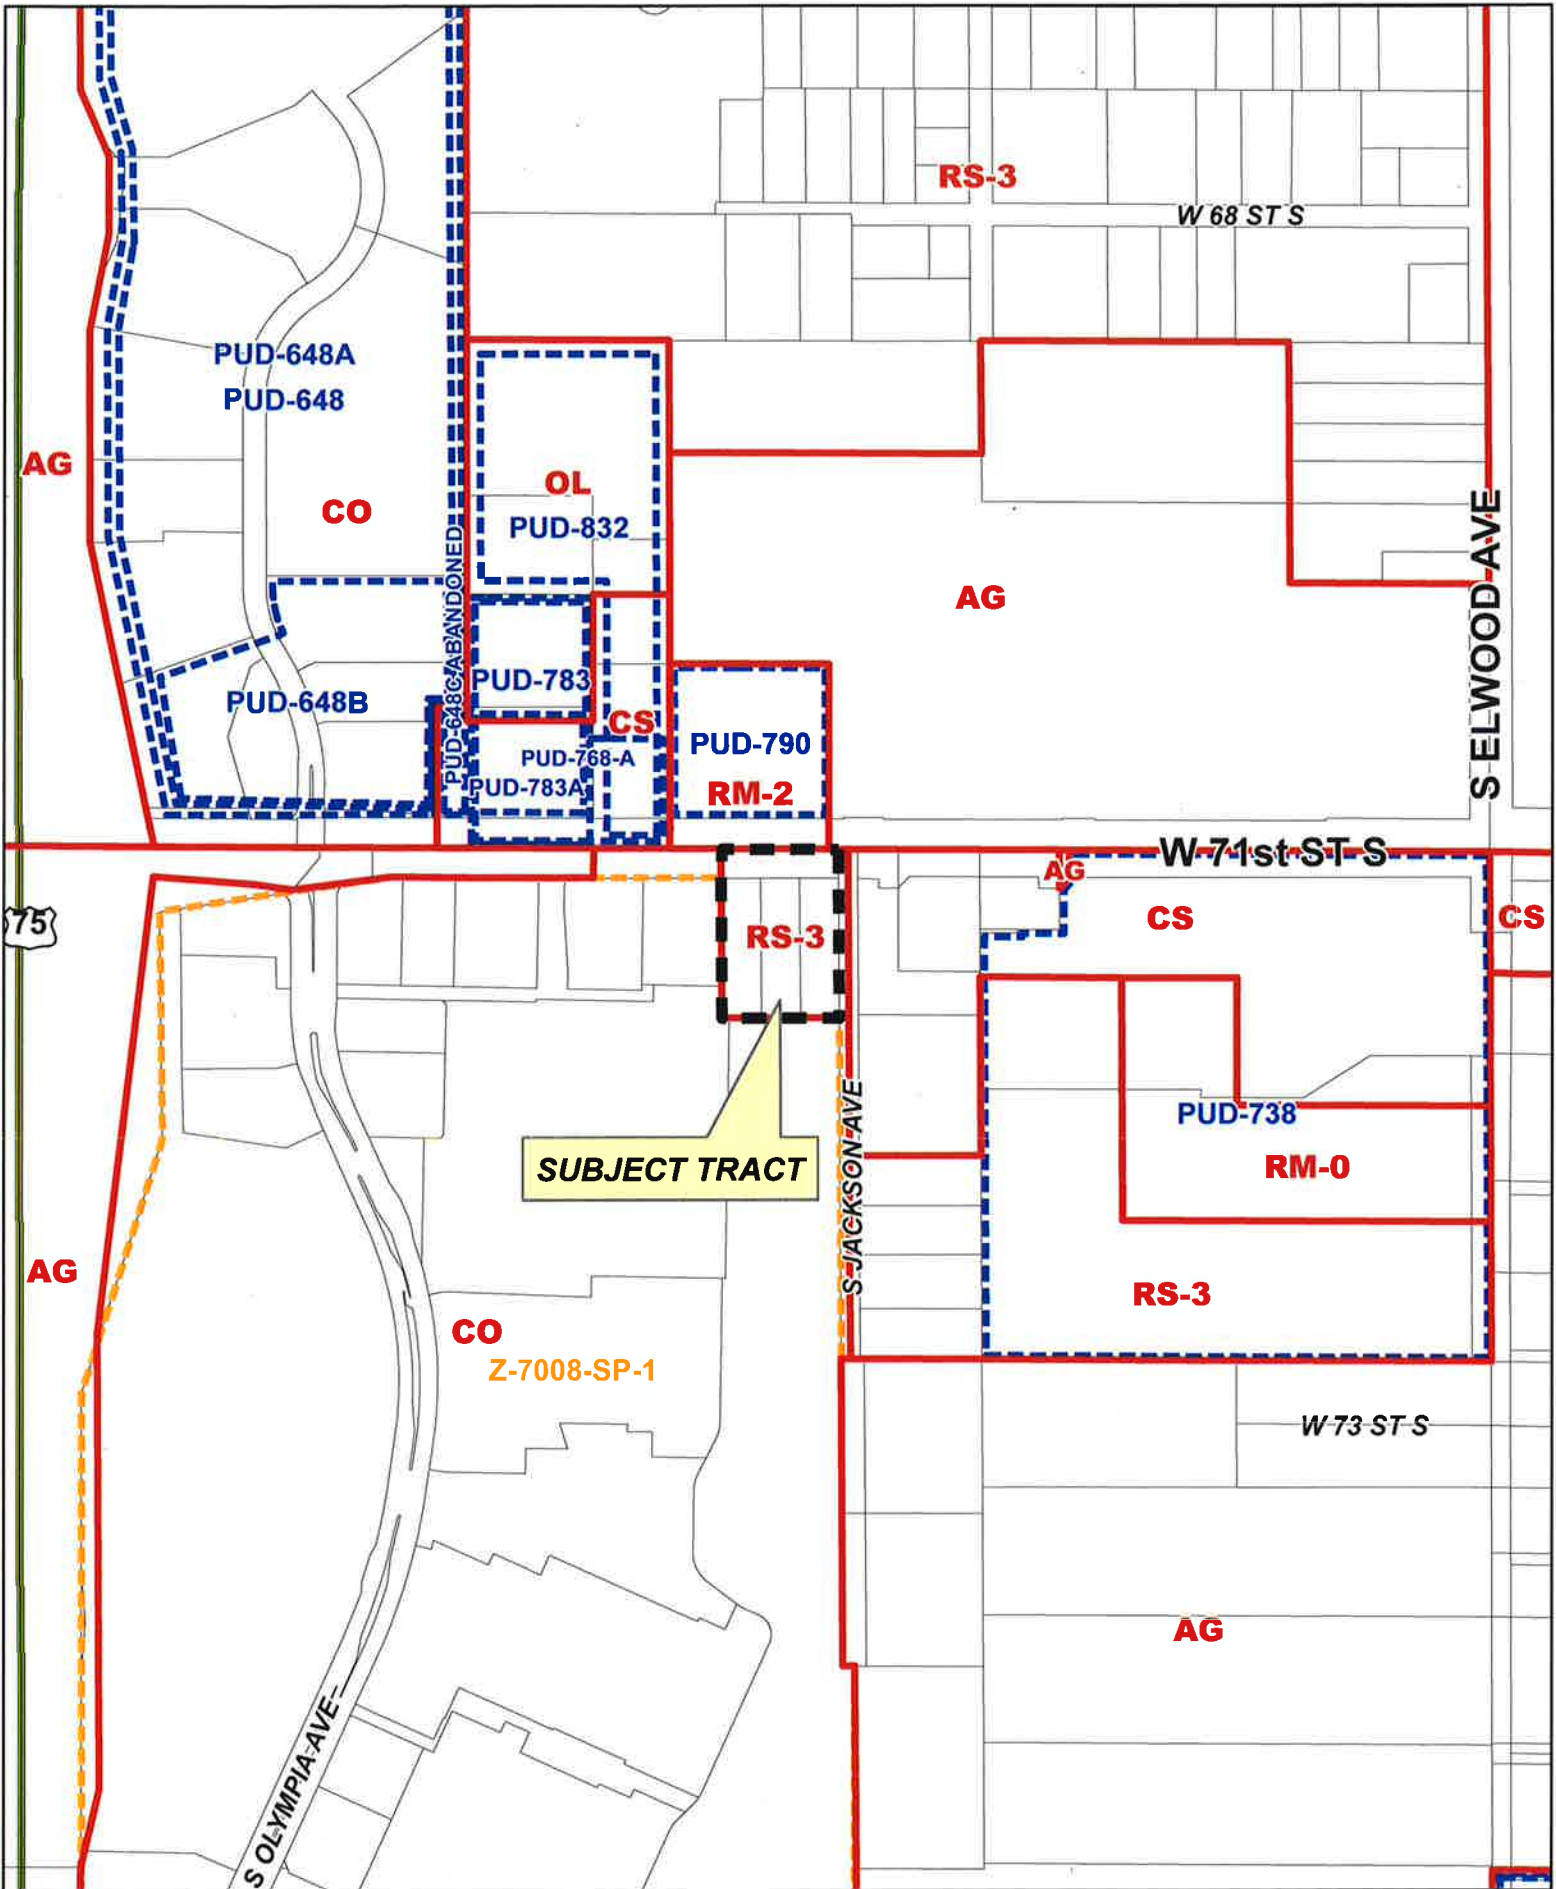 RS-3
W 68 ST S
PUD-648A
PUD-648
AG
CO
OL
PUD-832
AG
S ELWOOD AVE
PUD-648C ABANDONED
PUD-783
PUD-648B
CS
PUD-790
PUD-768-A
PUD-783A
RM-2
W 71st ST S
AG
CS
CS
75
RS-3
PUD-738
RM-0
SUBJECT TRACT
S JACKSON AVE
AG
RS-3
CO
Z-7008-SP-1
W 73 ST S
AG
S OLYMPIA AVE